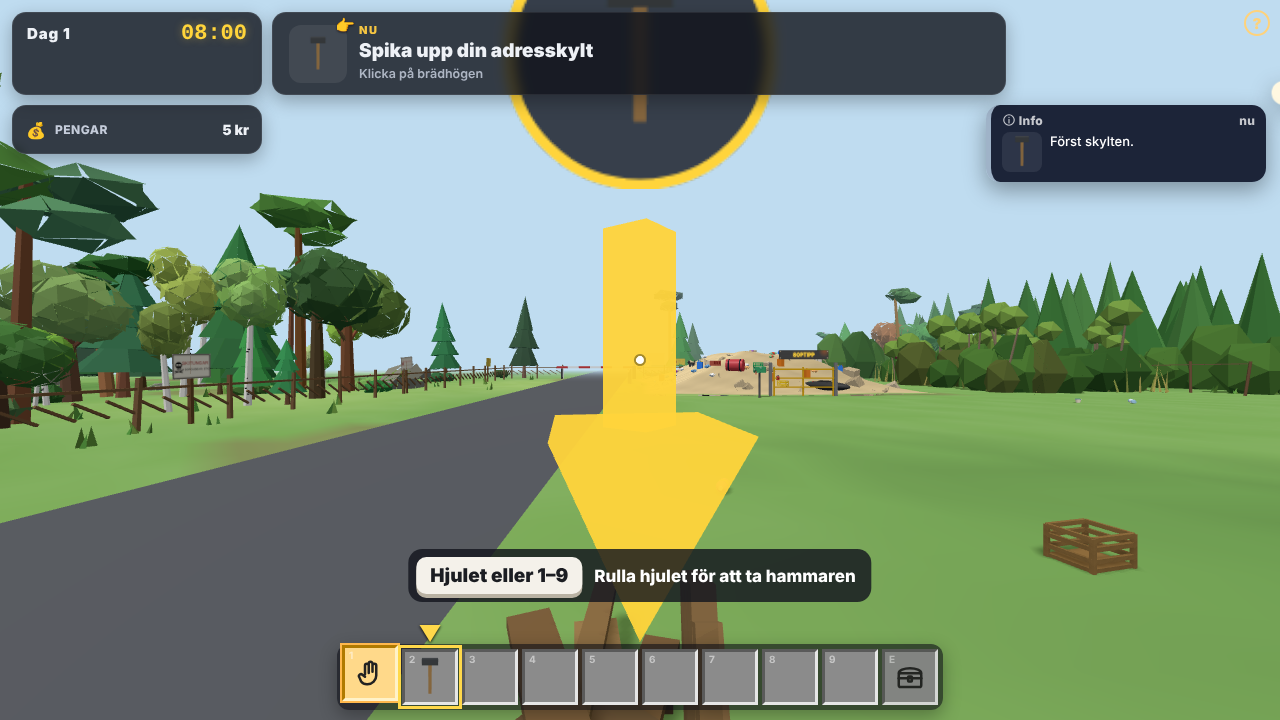 Dag 1
08:00
NU
Spika upp din adresskylt
Klicka på brädhögen
PENGAR
5 kr
Info
nu
Först skylten.
SOPTIPP
Hjulet eller 1–9
Rulla hjulet för att ta hammaren
1
2
3
4
5
6
7
8
9
E